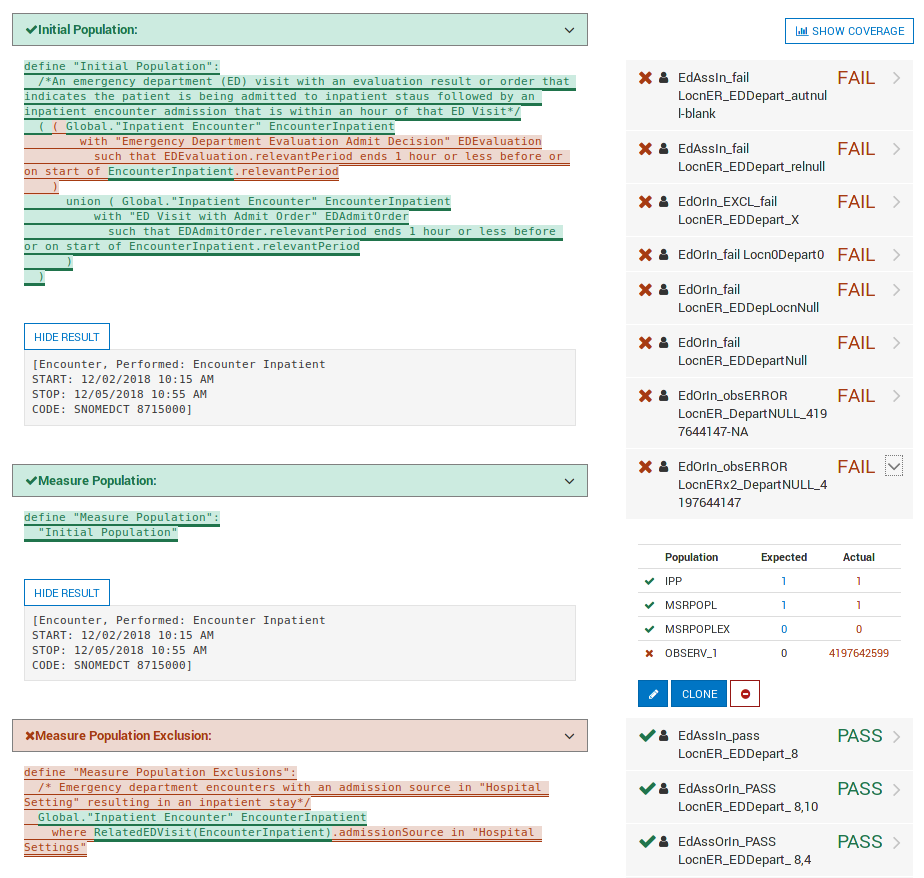 Initial Population:
define "Initial Population":
/*An emergency department (ED) visit with an evaluation result or order that
indicates the patient is being admitted to inpatient staus followed by an
inpatient encounter admission that is within an hour of that ED Visit*/
( ( Global."Inpatient Encounter" EncounterInpatient
with "Emergency Department Evaluation Admit Decision" EDEvaluation
such that EDEvaluation.relevantPeriod ends 1 hour or less before or
on start of EncounterInpatient.relevantPeriod
)
union ( Global."Inpatient Encounter" EncounterInpatient
with "ED Visit with Admit Order" EDAdmitOrder
such that EDAdmitOrder.relevantPeriod ends 1 hour or less before
or on start of EncounterInpatient.relevantPeriod
)
)
HIDE RESULT
[Encounter, Performed: Encounter Inpatient
START: 12/02/2018 10:15 AM
STOP: 12/05/2018 10:55 AM
CODE: SNOMEDCT 8715000]
Measure Population:
define "Measure Population":
"Initial Population"
HIDE RESULT
[Encounter, Performed: Encounter Inpatient
START: 12/02/2018 10:15 AM
STOP: 12/05/2018 10:55 AM
CODE: SNOMEDCT 8715000]
Measure Population Exclusion:
define "Measure Population Exclusions":
/* Emergency department encounters with an admission source in "Hospital
Setting" resulting in an inpatient stay*/
Global."Inpatient Encounter" EncounterInpatient
where RelatedEDVisit(EncounterInpatient).admissionSource in "Hospital
Settings"
SHOW COVERAGE
EdAssIn_fail FAIL
LocnER_EDDepart_autnul
l-blank
EdAssIn_fail FAIL
LocnER_EDDepart_relnull
EdOrIn_EXCL_fail FAIL
LocnER_EDDepart_X
EdOrIn_fail Locn0Depart0 FAIL
EdOrIn_fail FAIL
LocnER_EDDepLocnNull
EdOrIn_fail FAIL
LocnER_EDDepartNull
EdOrIn_obsERROR FAIL
LocnER_DepartNULL_419
7644147-NA
EdOrIn_obsERROR FAIL
LocnERx2_DepartNULL_4
197644147
Population Expected Actual
IPP 1 1
MSRPOPL 1 1
MSRPOPLEX 0 0
OBSERV_1 0 4197642599
CLONE
EdAssIn_pass PASS
LocnER_EDDepart_8
EdAssOrIn_PASS PASS
LocnER_EDDepart_ 8,10
EdAssOrIn_PASS PASS
LocnER_EDDepart_ 8,4